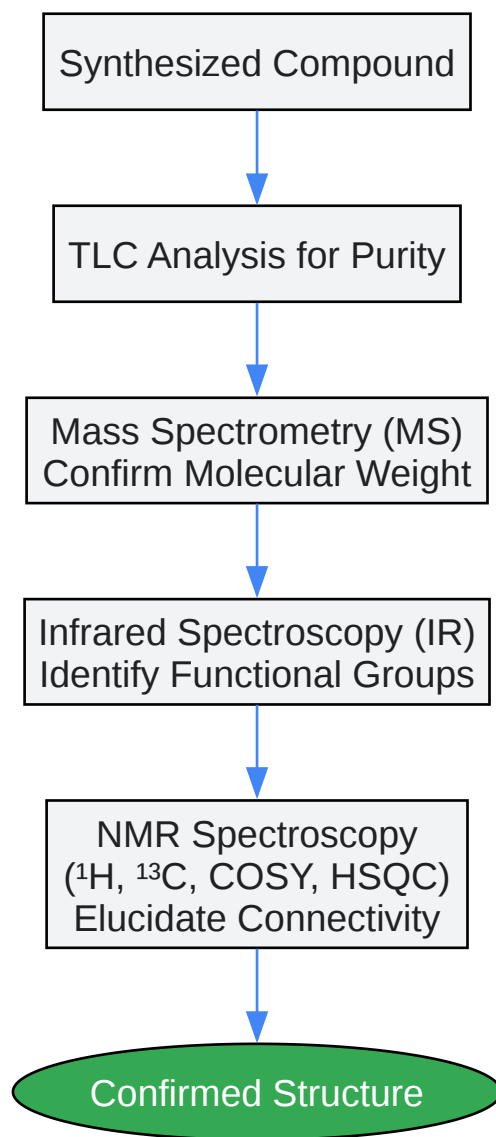 Synthesized Compound
TLC Analysis for Purity
Mass Spectrometry (MS)
Confirm Molecular Weight
Infrared Spectroscopy (IR)
Identify Functional Groups
NMR Spectroscopy
(¹H, ¹³C, COSY, HSQC)
Elucidate Connectivity
Confirmed Structure